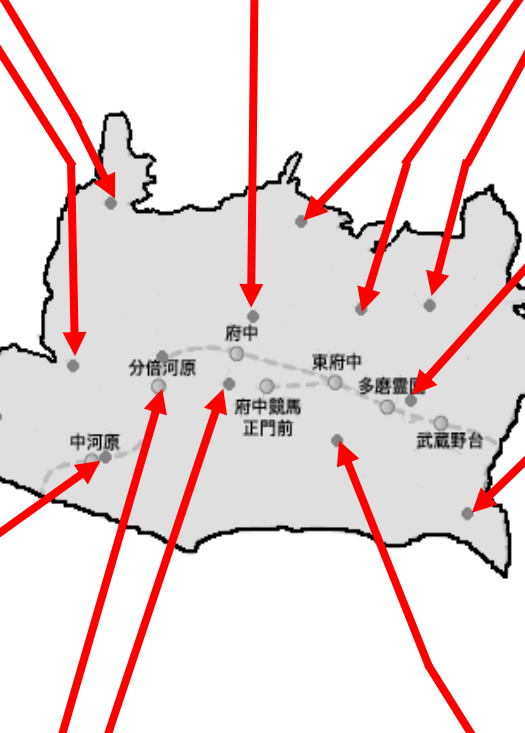 府中
分倍河原
東府中
多磨霊園
府中競馬
正門前
中河原
武蔵野台